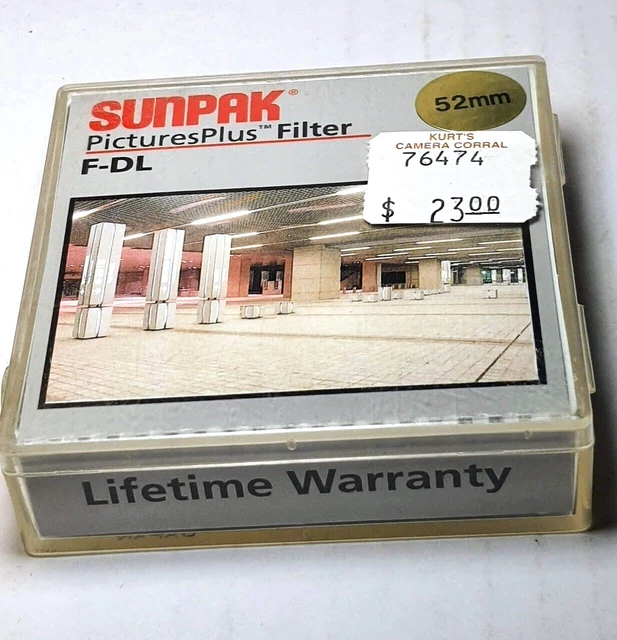 SUNPAK®
PicturesPlus™ Filter
F-DL
52mm
KURT'S
CAMERA CORRAL
76474
$ 23.00
Lifetime Warranty